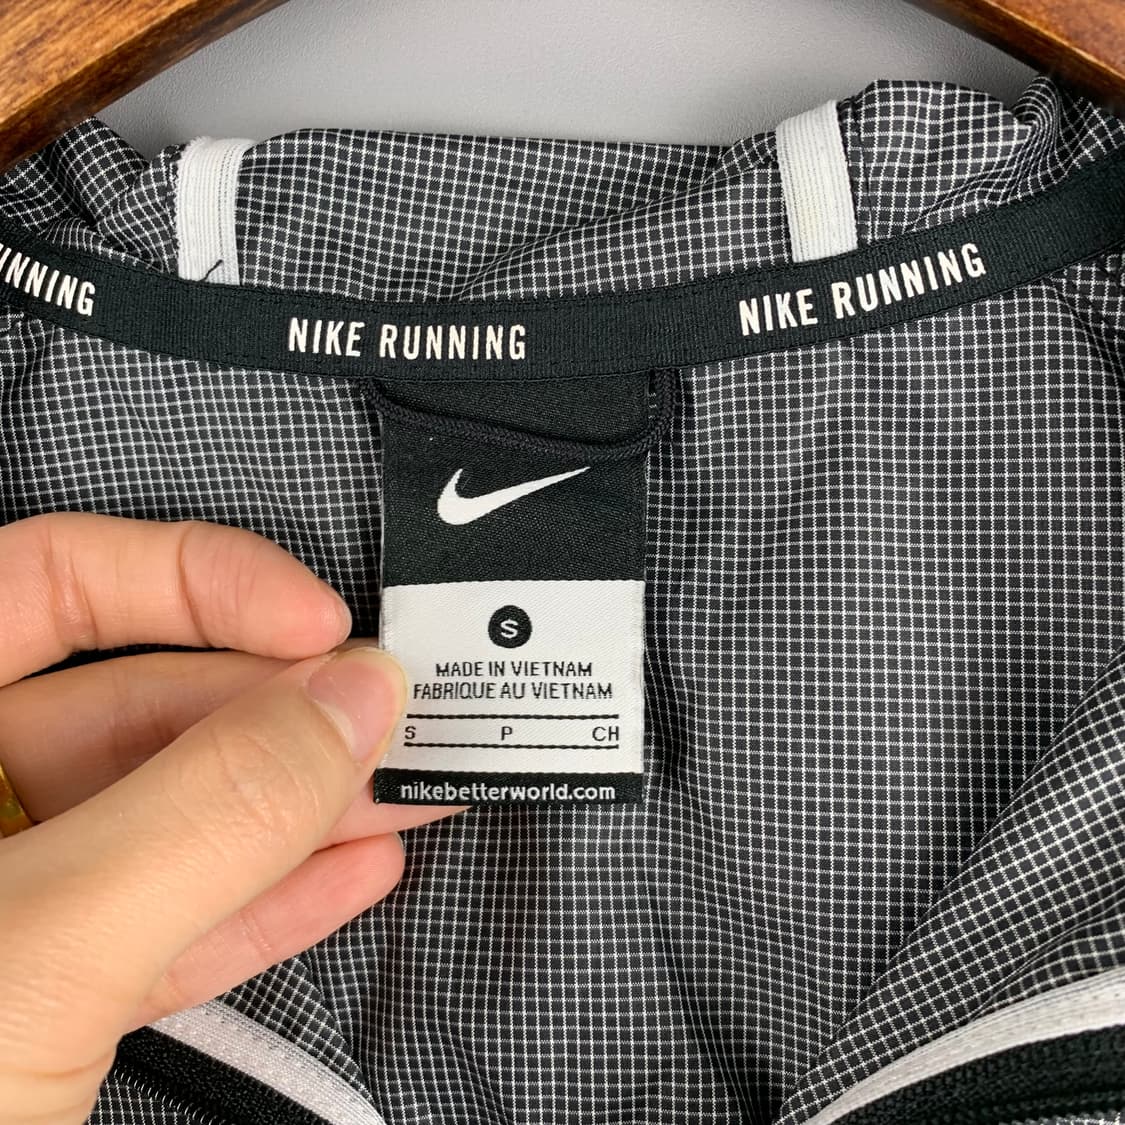 NNING
NIKE RUNNING
NIKE RUNNING
S
MADE IN VIETNAM
FABRIQUE AU VIETNAM
S P CH
nikebetterworld.com